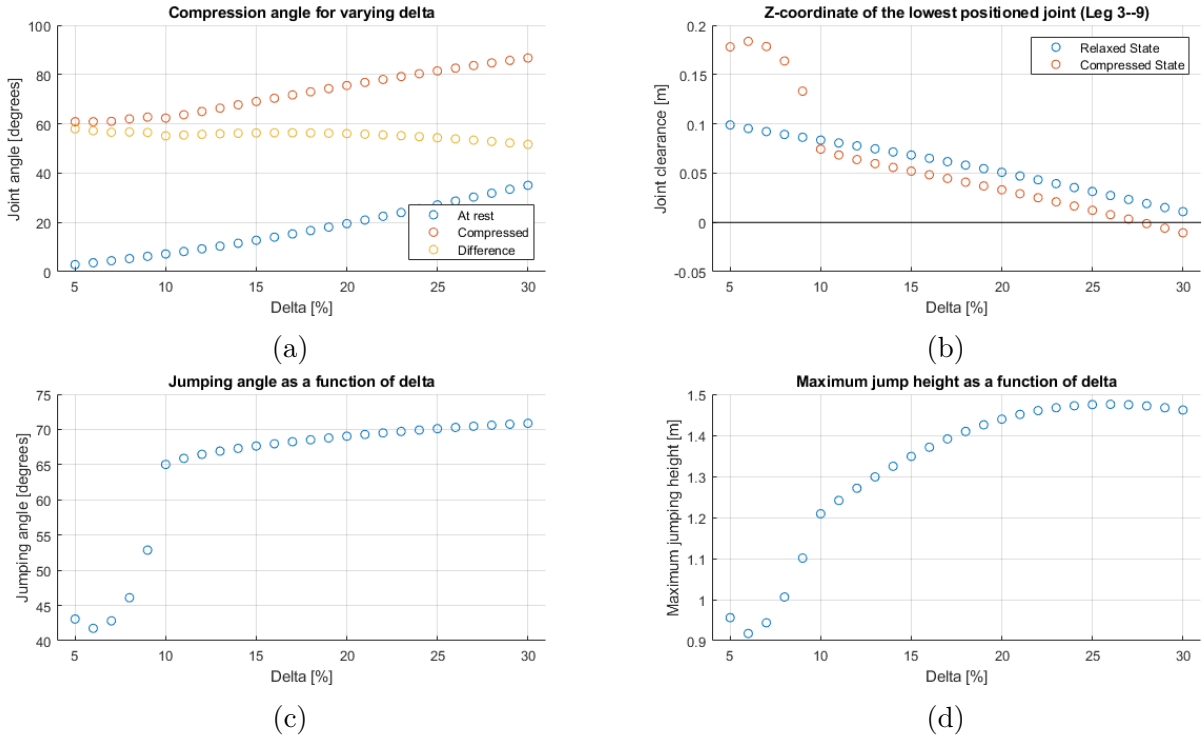 Compression angle for varying delta
100
80
60
40
20
0
Joint angle [degrees]
At rest
Compressed
Difference
5 10 15 20 25 30
Delta [%]
(a)
Z-coordinate of the lowest positioned joint (Leg 3--9)
0.2
0.15
0.1
0.05
0
-0.05
Joint clearance [m]
Relaxed State
Compressed State
5 10 15 20 25 30
Delta [%]
(b)
Jumping angle as a function of delta
75
70
65
60
55
50
45
40
Jumping angle [degrees]
5 10 15 20 25 30
Delta [%]
(c)
Maximum jump height as a function of delta
1.5
1.4
1.3
1.2
1.1
1
0.9
Maximum jumping height [m]
5 10 15 20 25 30
Delta [%]
(d)